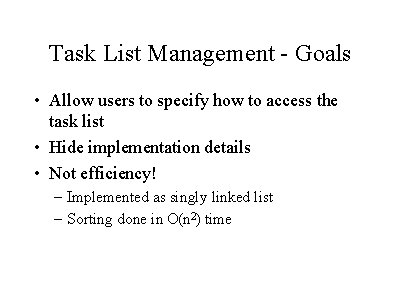 Task List Management - Goals
• Allow users to specify how to access the
task list
• Hide implementation details
• Not efficiency!
– Implemented as singly linked list
– Sorting done in O(n²) time